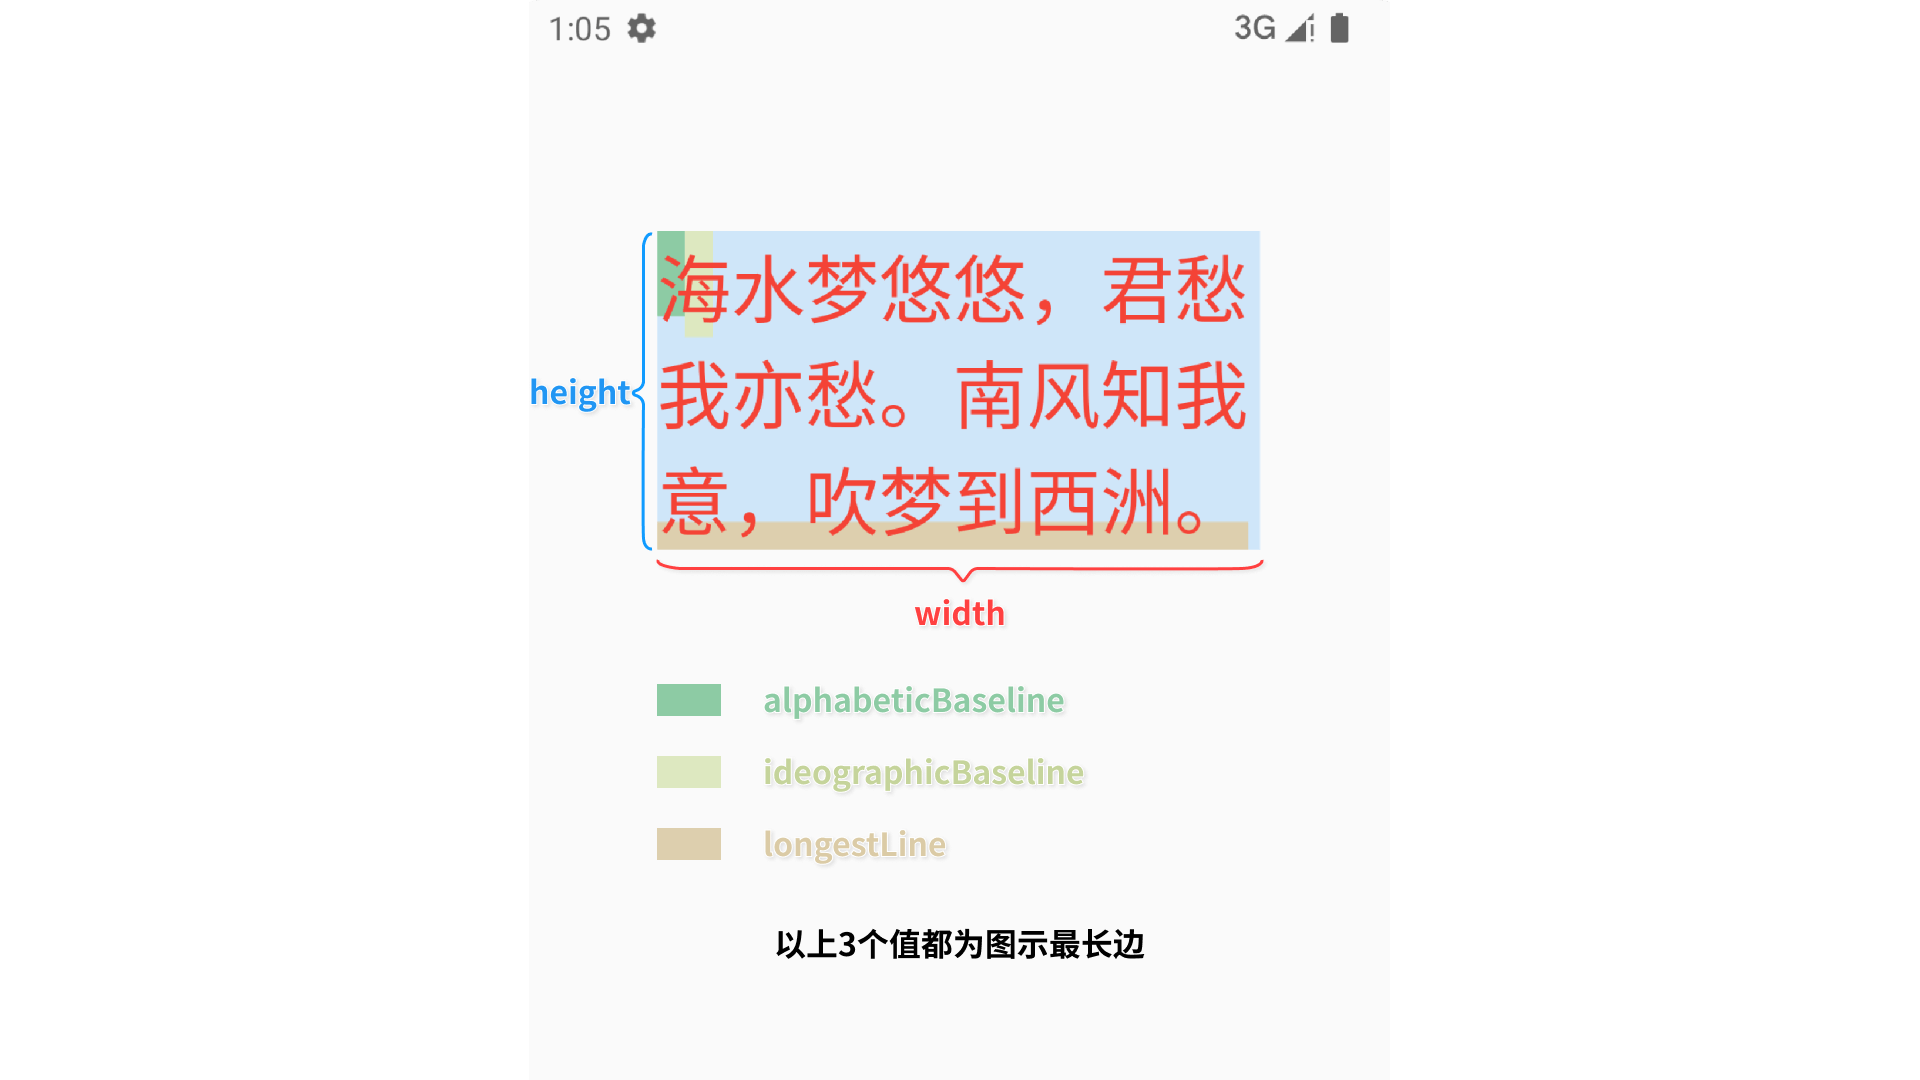 1:05
3G
海水梦悠悠，君愁
我亦愁。南风知我
意，吹梦到西洲。
height
width
alphabeticBaseline
ideographicBaseline
longestLine
以上3个值都为图示最长边